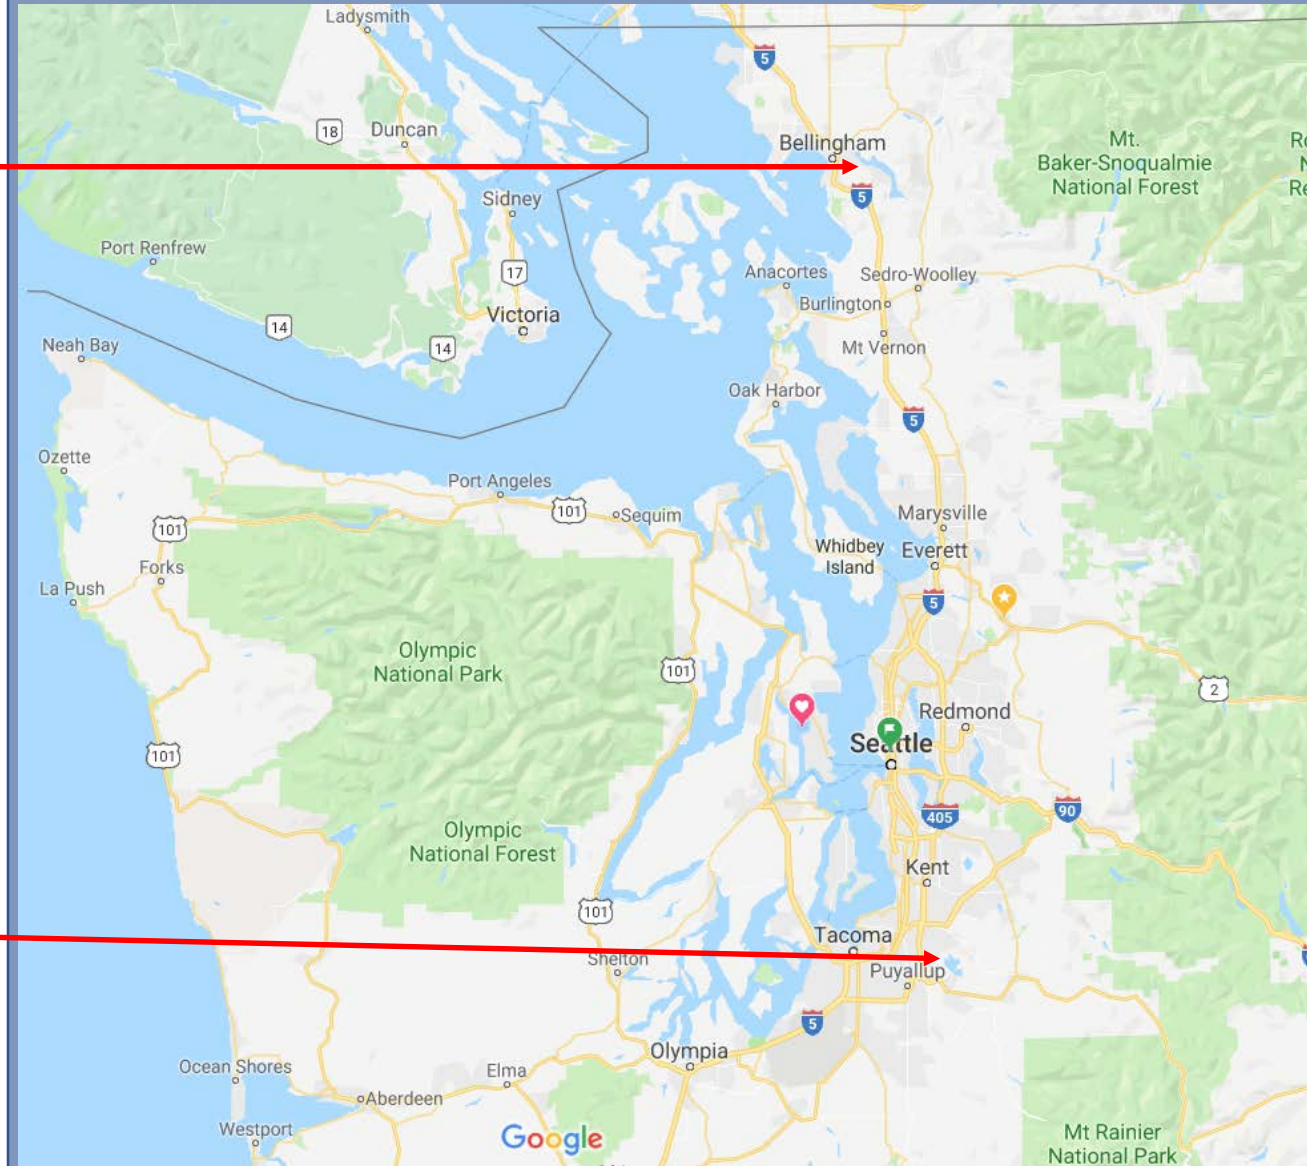 Ladysmith
5
18
Duncan
Bellingham
Mt.
Baker-Snoqualmie
National Forest
5
Sidney
Port Renfrew
17
Anacortes
Sedro-Woolley
Burlington
14
Victoria
14
Neah Bay
Mt Vernon
Oak Harbor
5
Ozette
Port Angeles
101
Sequim
101
Marysville
Whidbey
Island
Everett
Forks
La Push
5
Olympic
National Park
101
2
Redmond
Seattle
101
90
405
Olympic
National Forest
Kent
101
Tacoma
Shelton
Puyallup
5
Olympia
Ocean Shores
Elma
Aberdeen
Westport
Google
Mt Rainier
National Park